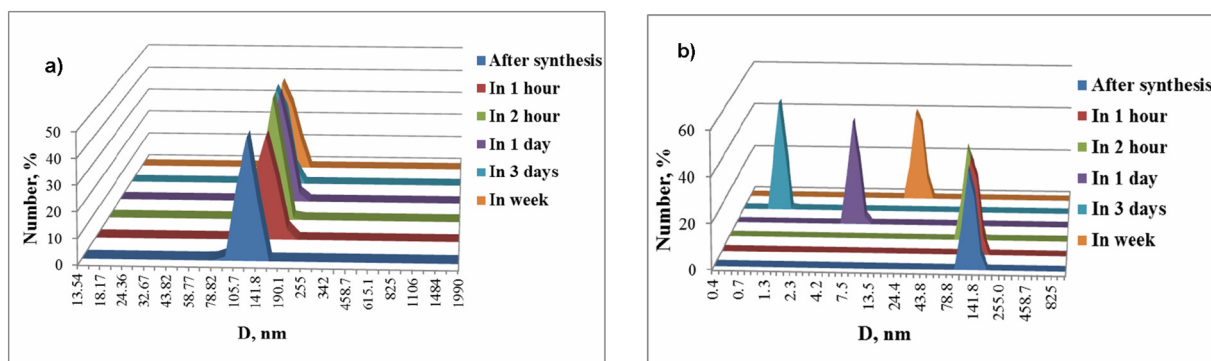 a)
After synthesis
In 1 hour
In 2 hour
In 1 day
In 3 days
In week
Number, %
50
40
30
20
10
0
13.54 18.17 24.36 32.67 43.82 58.77 78.82 105.7 141.8 190.1 255 342 458.7 615.1 825 1106 1484 1990
D, nm
b)
After synthesis
In 1 hour
In 2 hour
In 1 day
In 3 days
In week
Number, %
60
40
20
0
0.4 0.7 1.3 2.3 4.2 7.5 13.5 24.4 43.8 78.8 141.8 255.0 458.7 825
D, nm